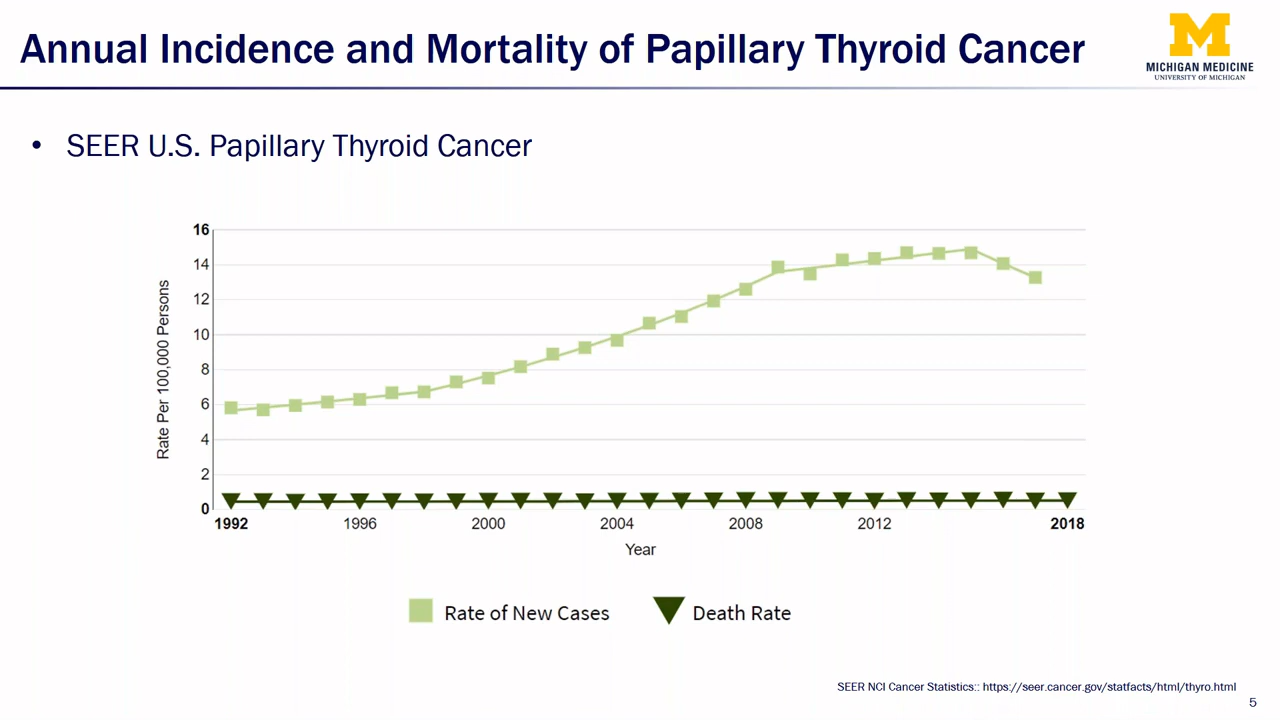 Annual Incidence and Mortality of Papillary Thyroid Cancer
M
MICHIGAN MEDICINE
UNIVERSITY OF MICHIGAN
• SEER U.S. Papillary Thyroid Cancer
16
14
12
10
8
6
4
2
0
Rate Per 100,000 Persons
1992 1996 2000 2004 2008 2012 2018
Year
Rate of New Cases Death Rate
SEER NCI Cancer Statistics:: https://seer.cancer.gov/statfacts/html/thyro.html
5